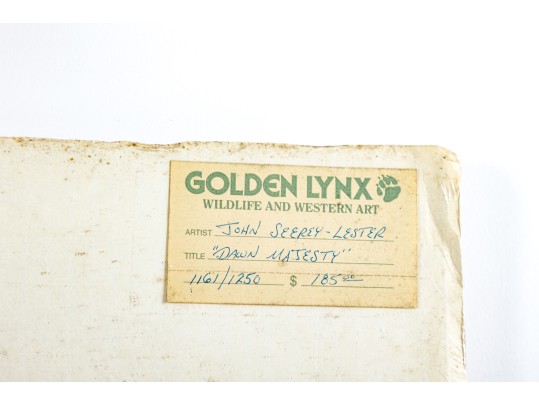 GOLDEN LYNX
WILDLIFE AND WESTERN ART
ARTIST JOHN SEEREY-LESTER
TITLE "DAWN MAJESTY"
1161/1250 $ 185.00